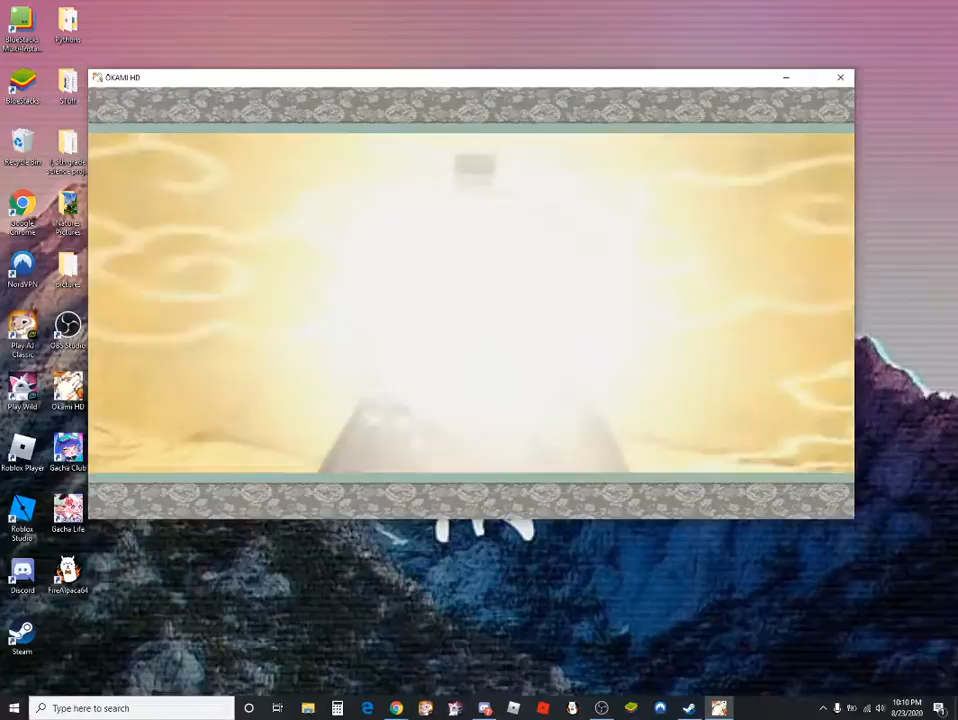 ŌKAMI HD
BlueStacks
Multi-Insta...
Pythons
BlueStacks
STuff
Recycle Bin
Google
Chrome
Natures
Pictures
NordVPN
pictures
Play AJ
Classic
OBS Studio
Play Wild
Okami HD
Roblox Player
Gacha Club
Roblox
Studio
Gacha Life
Discord
FireAlpaca64
Steam
Type here to search
10:10 PM
8/23/2020